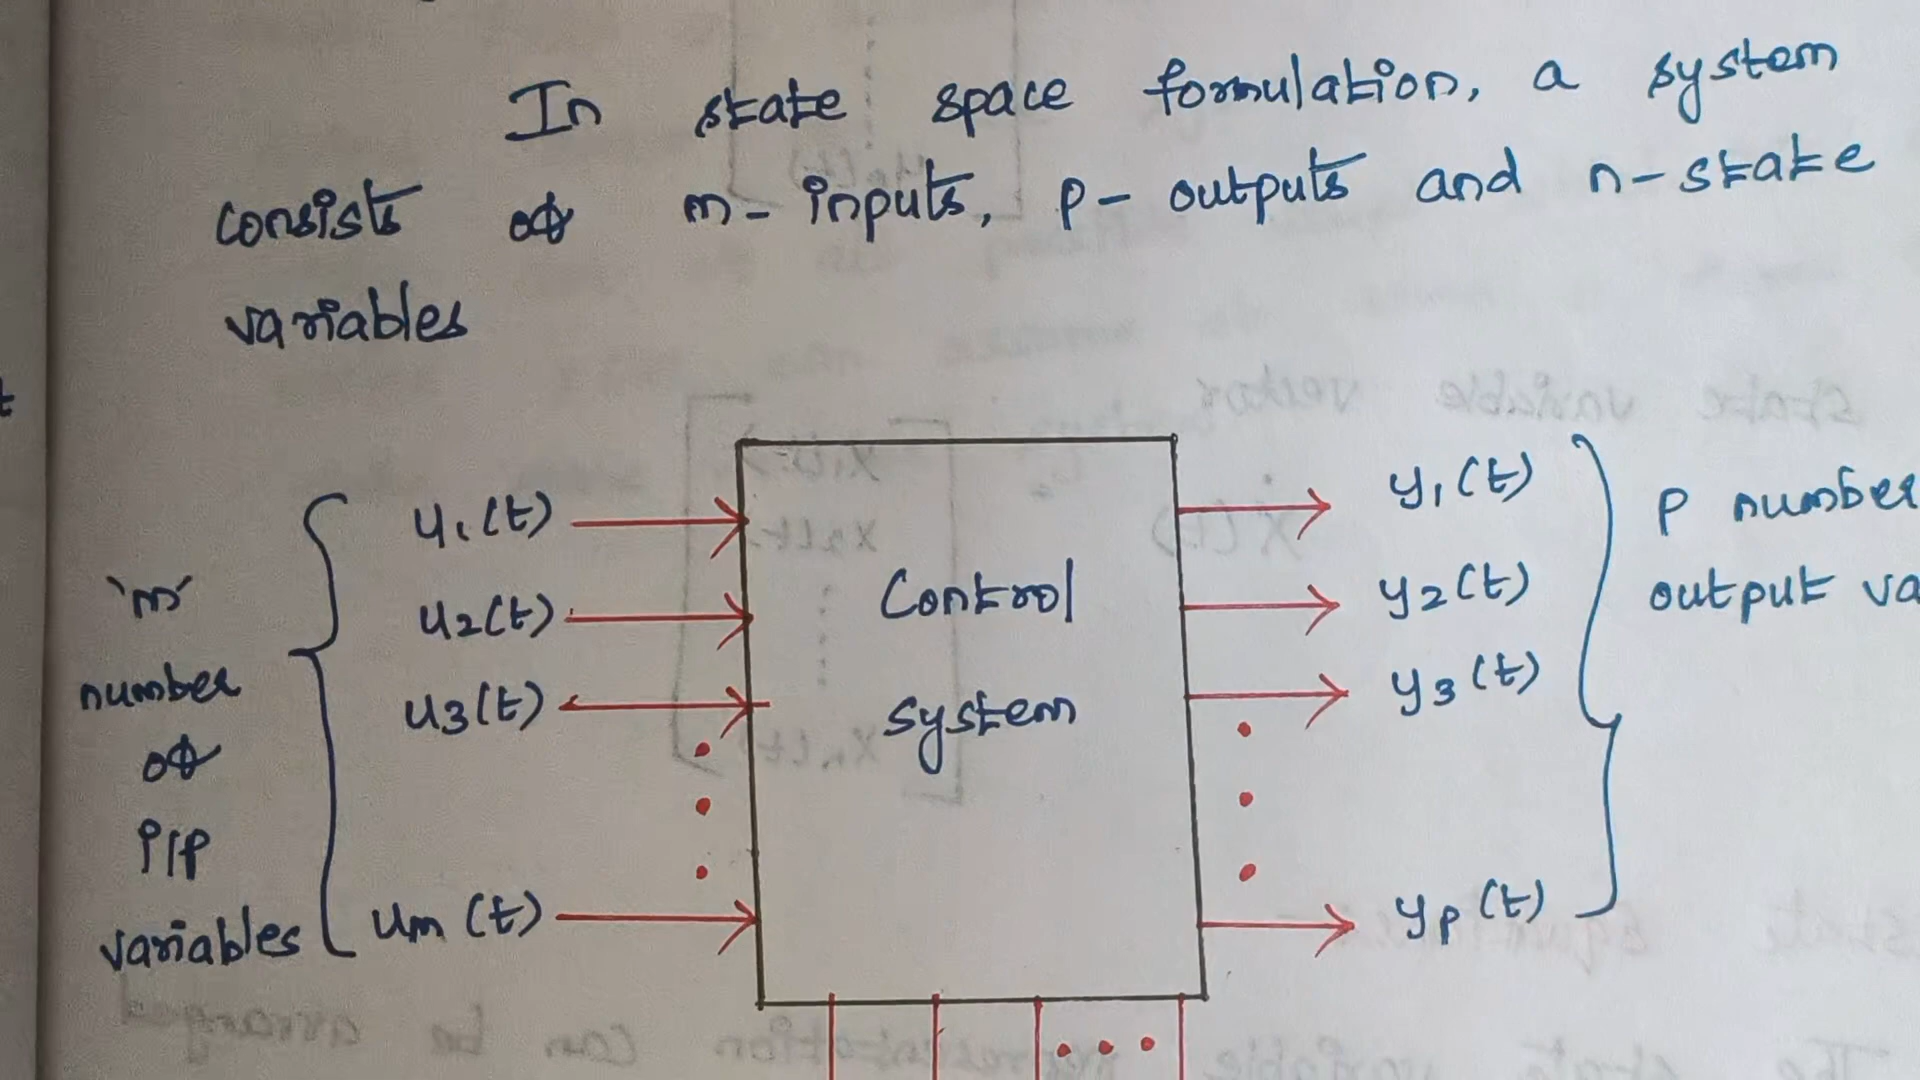 In state space formulation, a system
consists of m- inputs, p- outputs and n-state
variables
'm'
number
of
i/p
variables
u1(t)
u2(t)
u3(t)
um(t)
Control
system
y1(t)
y2(t)
y3(t)
yp(t)
p number
output va